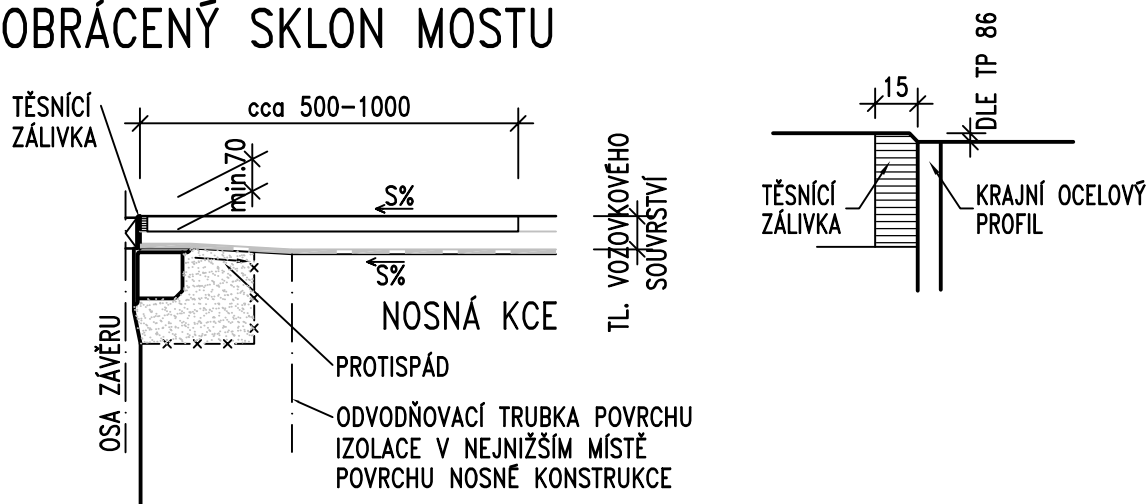 OBRÁCENÝ SKLON MOSTU
TĚSNÍCÍ
ZÁLIVKA
cca 500-1000
min.70
S%
S%
NOSNÁ KCE
TL. VOZOVKOVÉHO
SOUVRSTVÍ
OSA ZÁVĚRU
PROTISPÁD
ODVODŇOVACÍ TRUBKA POVRCHU
IZOLACE V NEJNIŽŠÍM MÍSTĚ
POVRCHU NOSNÉ KONSTRUKCE
15
DLE TP 86
TĚSNÍCÍ
ZÁLIVKA
KRAJNÍ OCELOVÝ
PROFIL